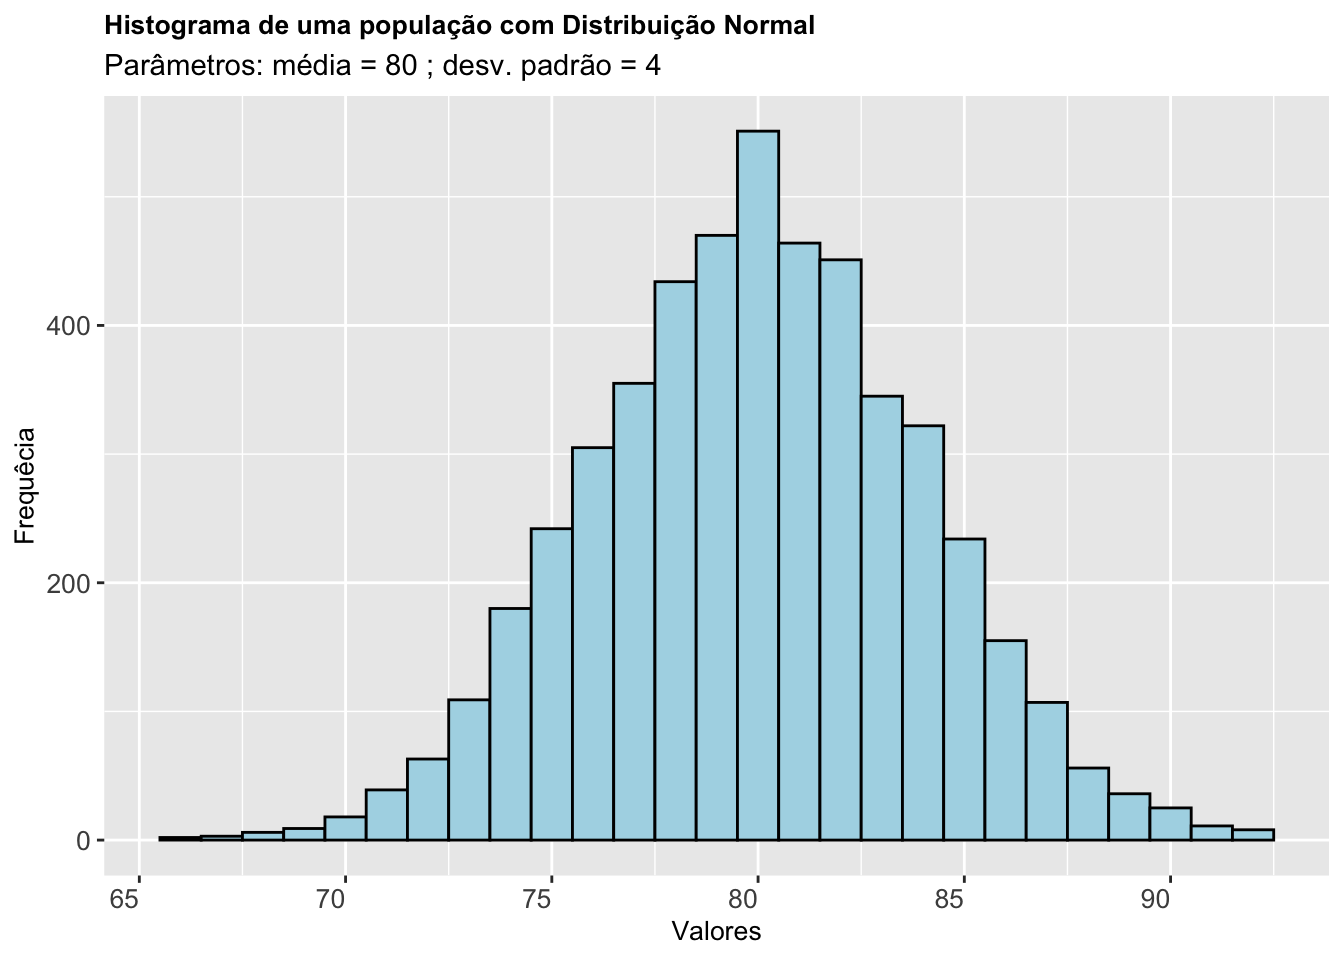 Histograma de uma população com Distribuição Normal
Parâmetros: média = 80 ; desv. padrão = 4
Frequêcia
400
200
0
65 70 75 80 85 90
Valores